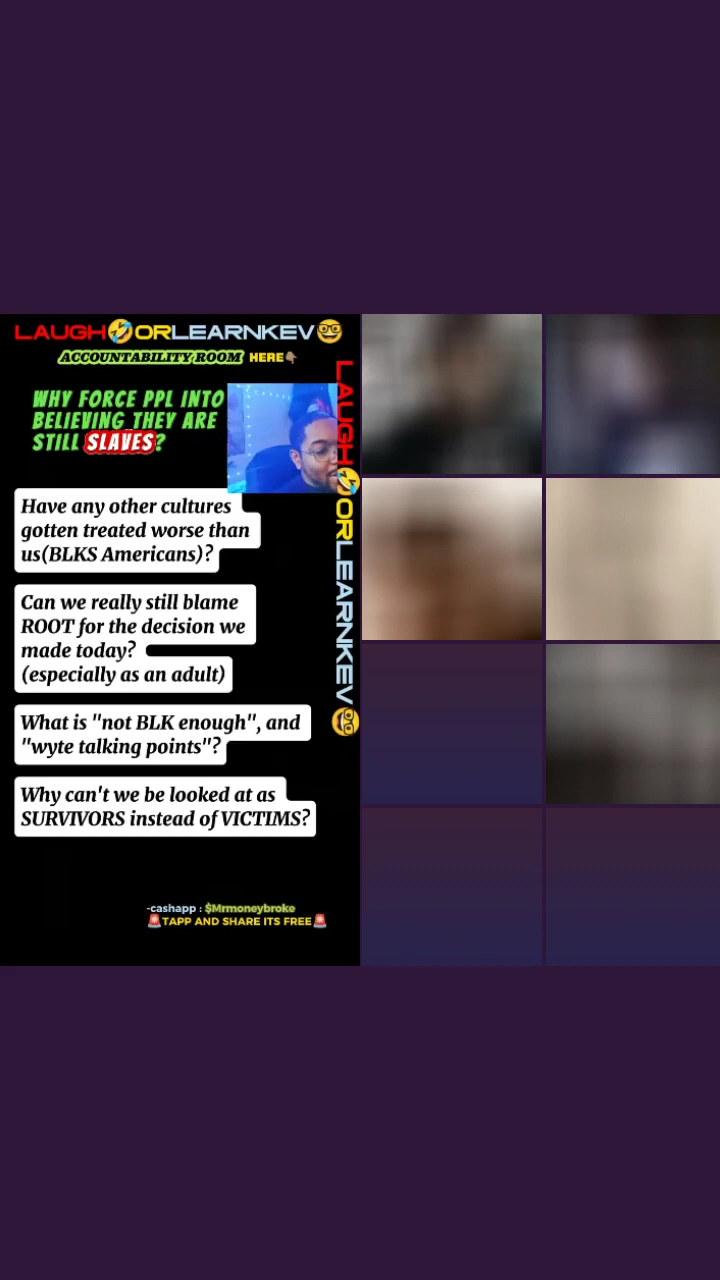 LAUGH🤣ORLEARNKEV🤓
ACCOUNTABILITY ROOM HERE👇🏽
WHY FORCE PPL INTO
BELIEVING THEY ARE
STILL SLAVES?
LAUGH🤣ORLEARNKEV🤓
Have any other cultures
gotten treated worse than
us(BLKS Americans)?
Can we really still blame
ROOT for the decision we
made today?
(especially as an adult)
What is "not BLK enough", and
"wyte talking points"?
Why can't we be looked at as
SURVIVORS instead of VICTIMS?
-cashapp : $Mrmoneybroke
🚨TAPP AND SHARE ITS FREE🚨